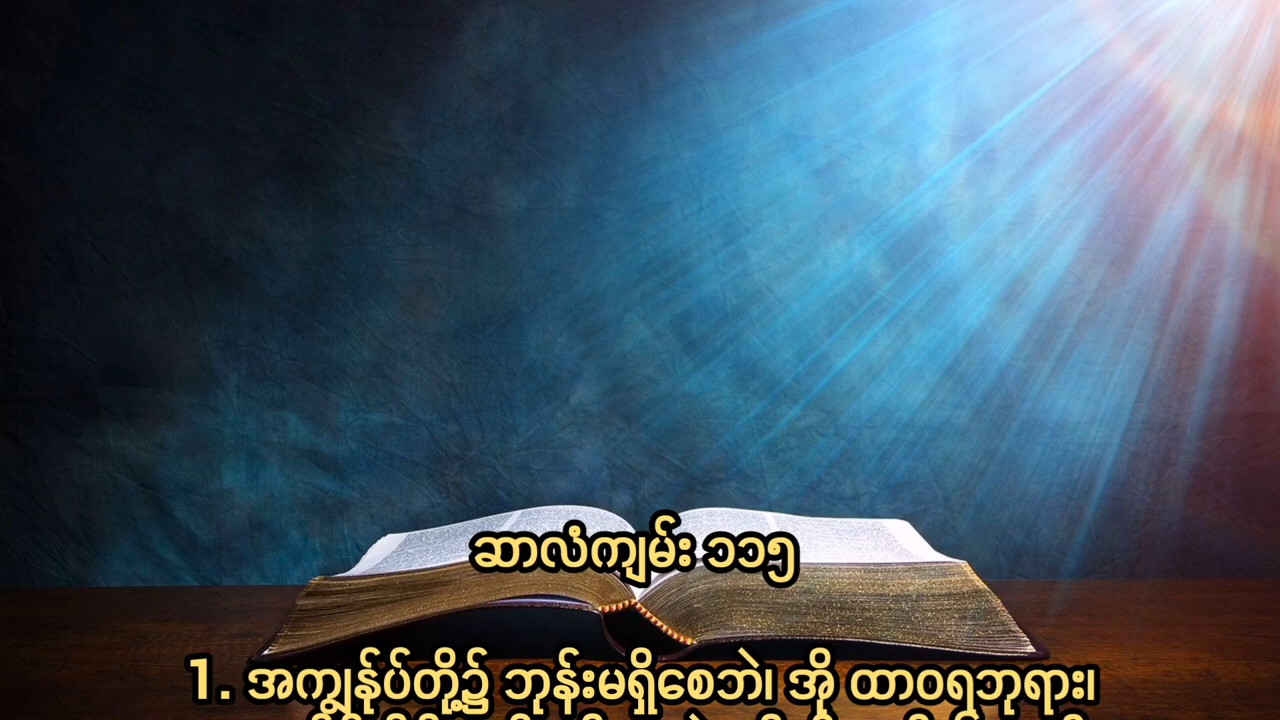 ဆာလံကျမ်း ၁၁၅
1. အကျွန်ုပ်တို့၌ ဘုန်းမရှိစေဘဲ၊ အို ထာဝရဘုရား၊